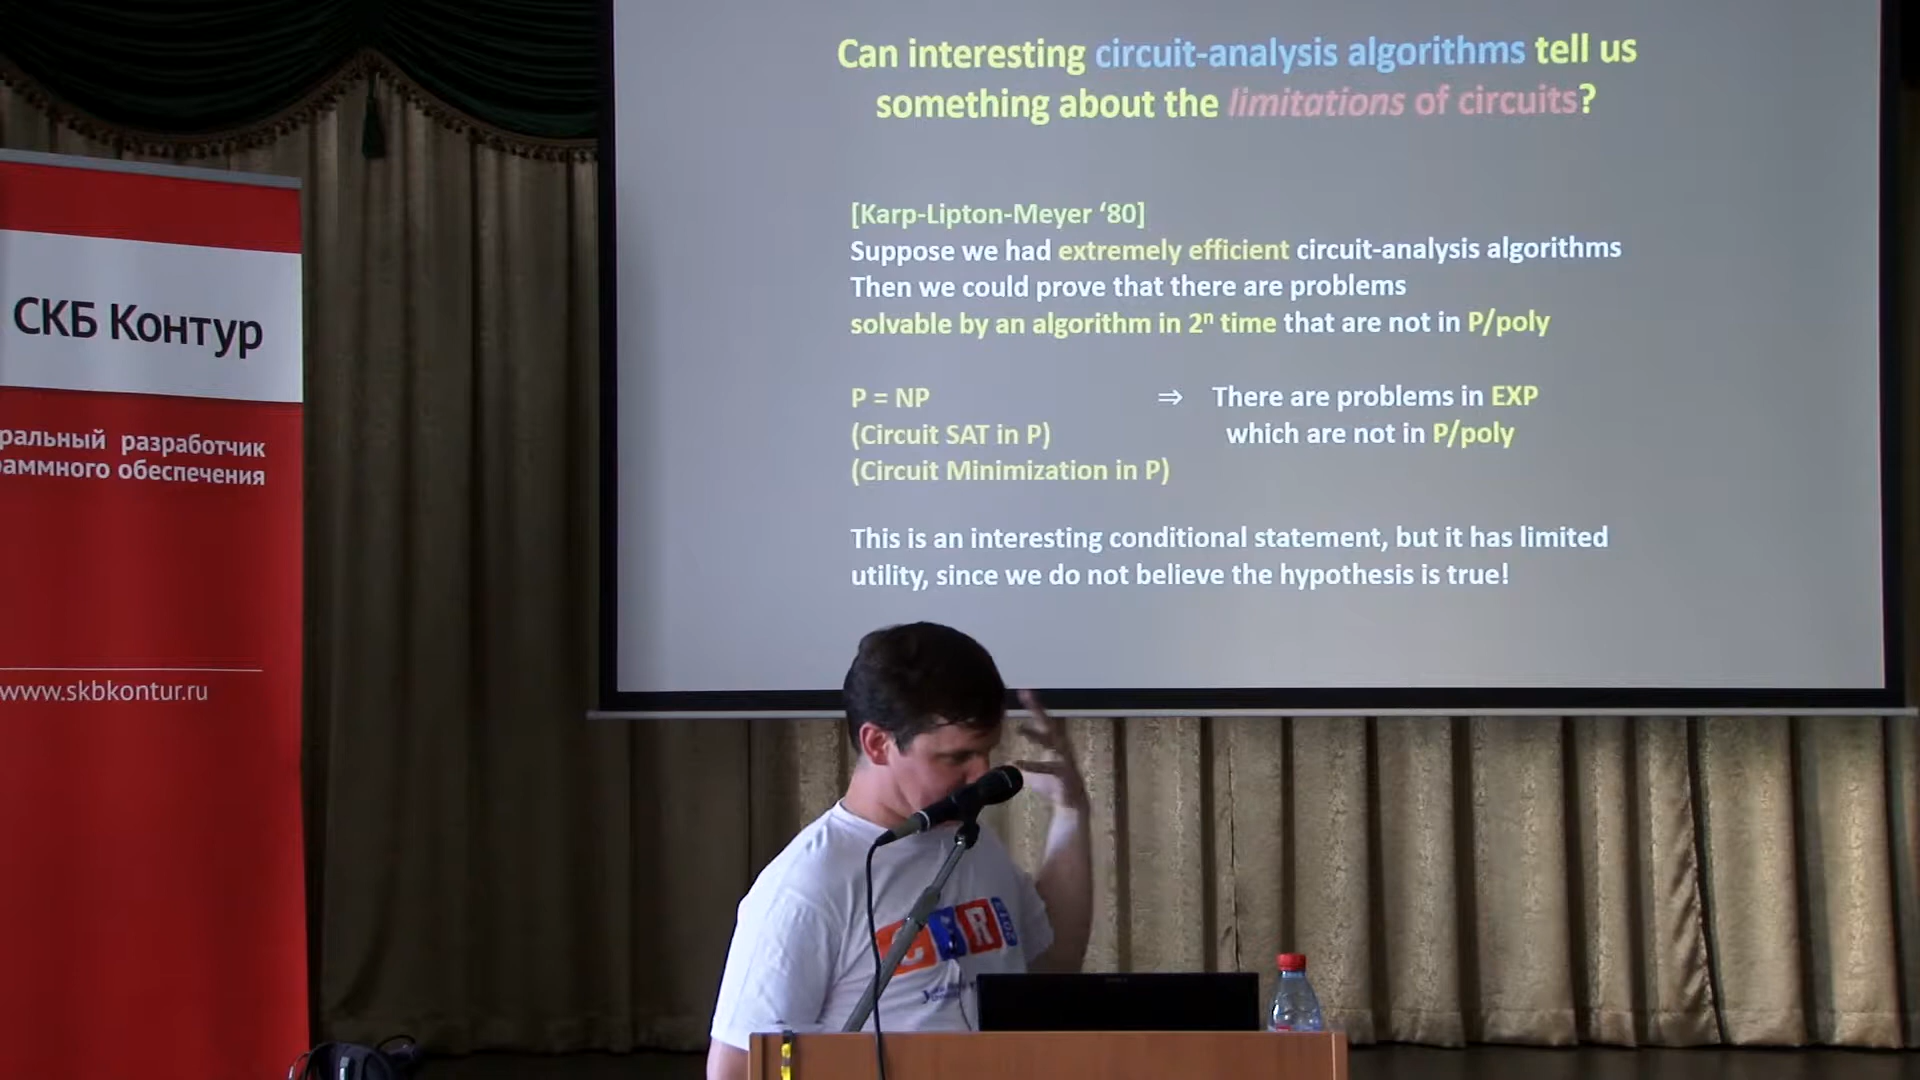 Can interesting circuit-analysis algorithms tell us
something about the limitations of circuits?
[Karp-Lipton-Meyer ‘80]
Suppose we had extremely efficient circuit-analysis algorithms
Then we could prove that there are problems
solvable by an algorithm in 2ⁿ time that are not in P/poly
P = NP ⇒ There are problems in EXP
(Circuit SAT in P) which are not in P/poly
(Circuit Minimization in P)
This is an interesting conditional statement, but it has limited
utility, since we do not believe the hypothesis is true!
СКБ Контур
ральный разработчик
раммного обеспечения
www.skbkontur.ru